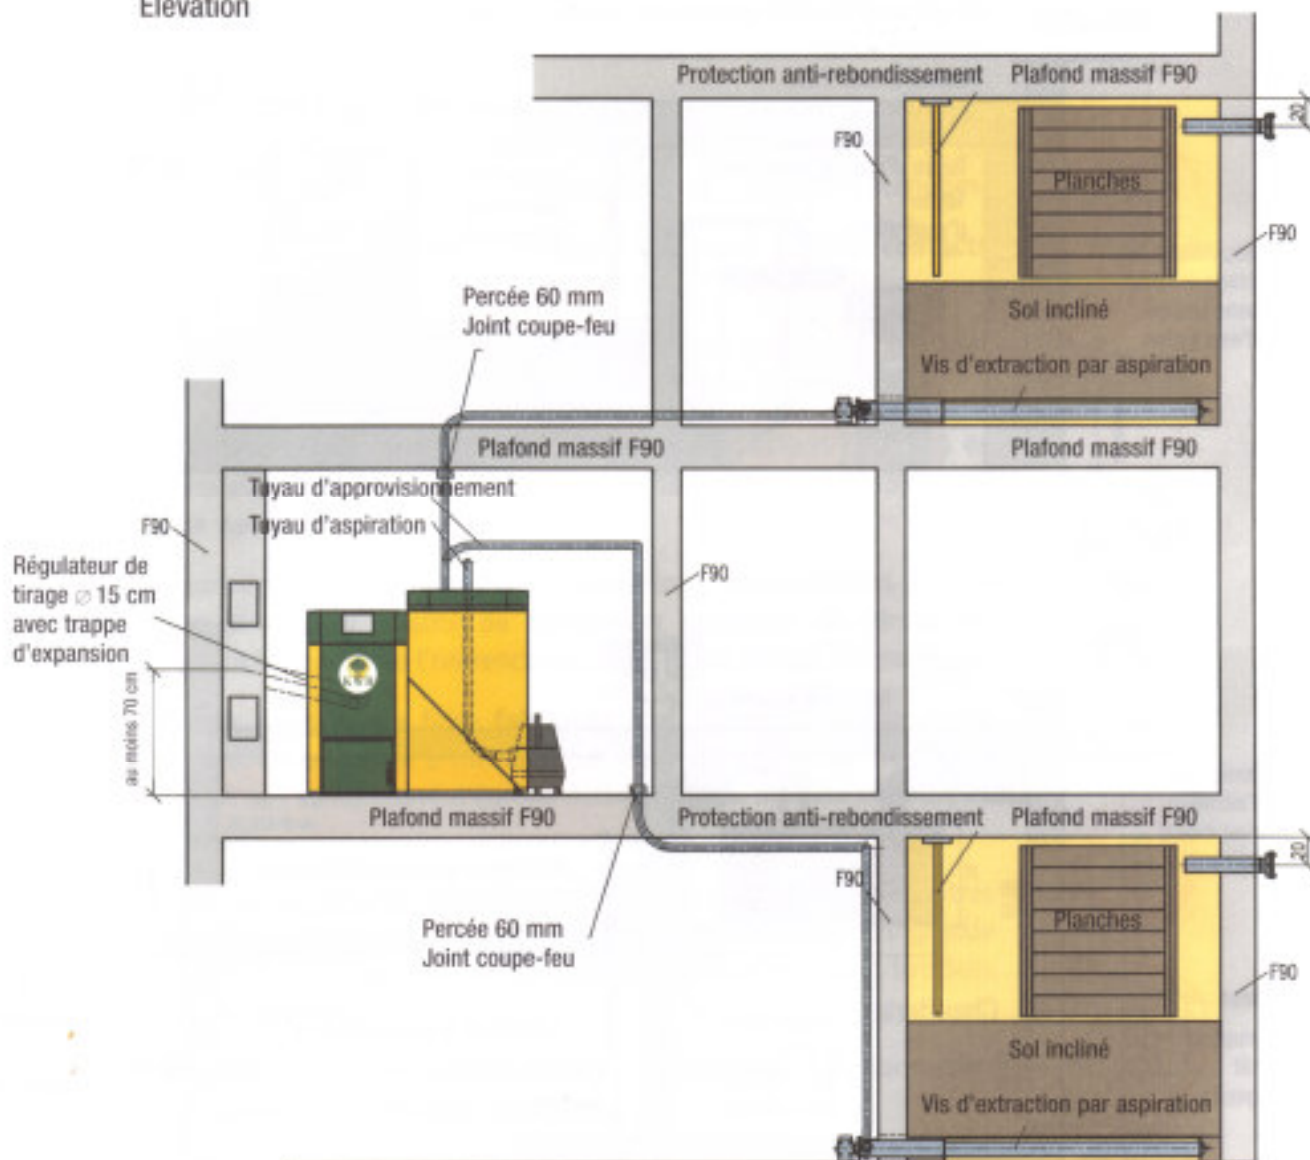 Elévation
Protection anti-rebondissement
Plafond massif F90
20
F90
Planches
F90
Sol incliné
Percée 60 mm
Joint coupe-feu
Vis d'extraction par aspiration
Plafond massif F90
Plafond massif F90
Tuyau d'approvisionnement
Tuyau d'aspiration
F90
Régulateur de
tirage ⌀ 15 cm
avec trappe
d'expansion
F90
au moins 70 cm
Plafond massif F90
Protection anti-rebondissement
Plafond massif F90
20
F90
Planches
Percée 60 mm
Joint coupe-feu
F90
Sol incliné
Vis d'extraction par aspiration